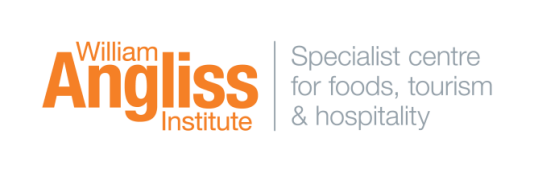 William
Angliss
Institute
Specialist centre
for foods, tourism
& hospitality